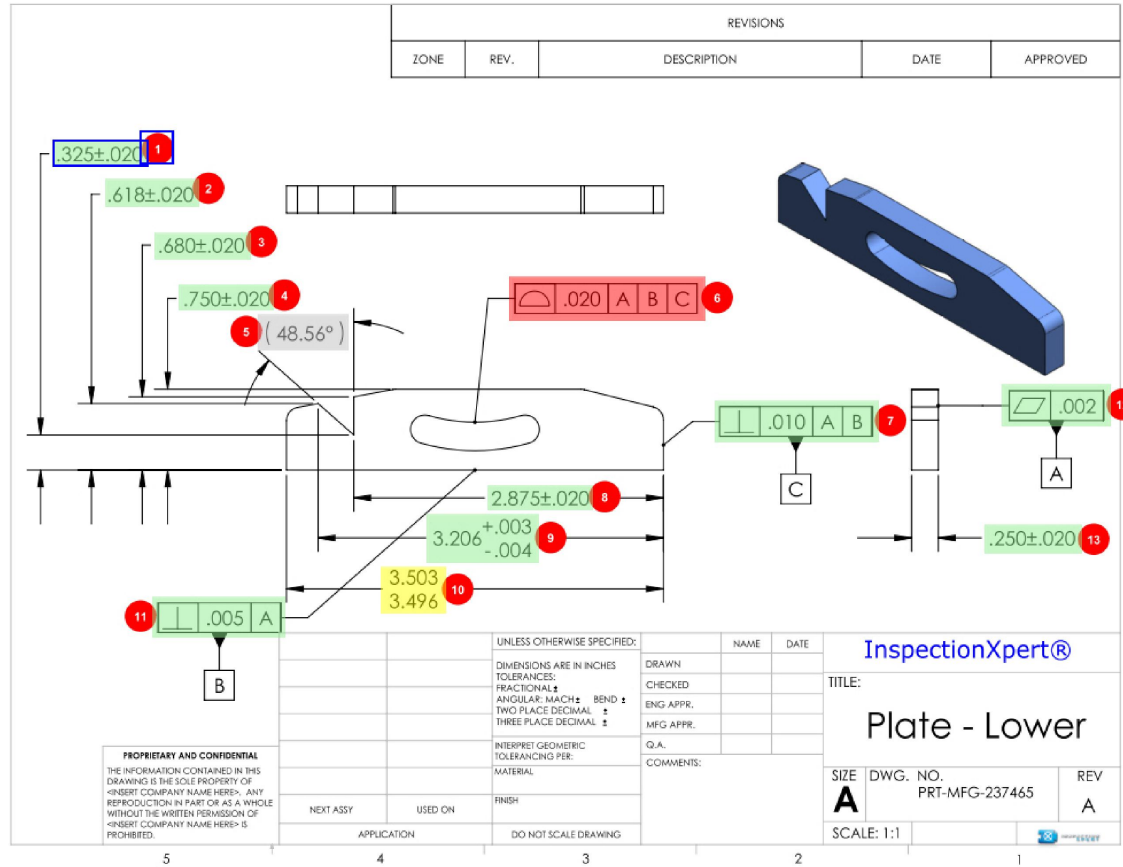 REVISIONS
ZONE REV. DESCRIPTION DATE APPROVED
.325±.020 1
.618±.020 2
.680±.020 3
.750±.020 4
5 ( 48.56° )
.020 A B C 6
.010 A B 7
C
.002
A
2.875±.020 8
3.206 +.003 9
-.004
3.503 10
3.496
.250±.020 13
11 .005 A
B
UNLESS OTHERWISE SPECIFIED:
DIMENSIONS ARE IN INCHES
TOLERANCES:
FRACTIONAL±
ANGULAR: MACH± BEND ±
TWO PLACE DECIMAL ±
THREE PLACE DECIMAL ±
INTERPRET GEOMETRIC
TOLERANCING PER:
MATERIAL
FINISH
DO NOT SCALE DRAWING
NAME DATE
DRAWN
CHECKED
ENG APPR.
MFG APPR.
Q.A.
COMMENTS:
InspectionXpert®
TITLE:
Plate - Lower
SIZE DWG. NO. REV
A PRT-MFG-237465 A
SCALE: 1:1
PROPRIETARY AND CONFIDENTIAL
THE INFORMATION CONTAINED IN THIS
DRAWING IS THE SOLE PROPERTY OF
<INSERT COMPANY NAME HERE>. ANY
REPRODUCTION IN PART OR AS A WHOLE
WITHOUT THE WRITTEN PERMISSION OF
<INSERT COMPANY NAME HERE> IS
PROHIBITED.
NEXT ASSY USED ON
APPLICATION
5 4 3 2 1